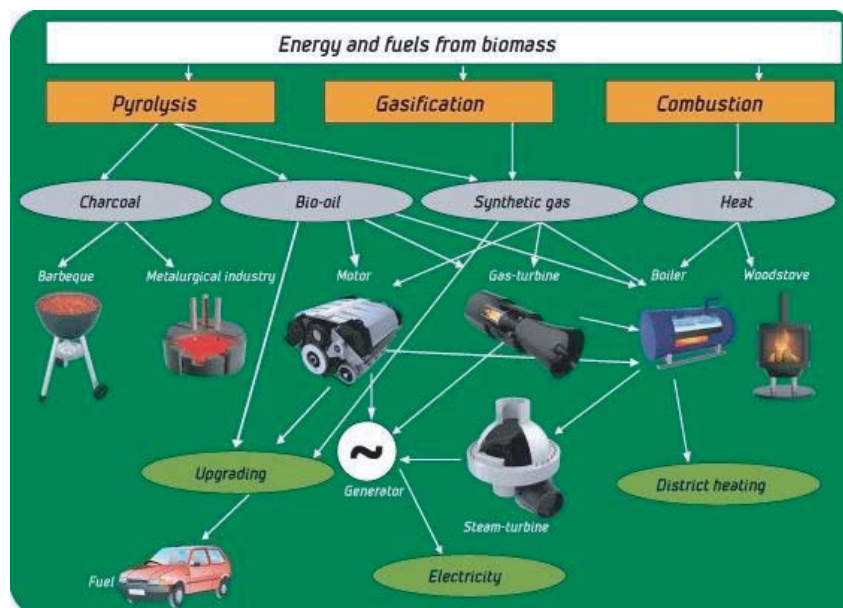 Energy and fuels from biomass
Pyrolysis
Gasification
Combustion
Charcoal
Bio-oil
Synthetic gas
Heat
Barbeque
Metalurgical industry
Motor
Gas-turbine
Boiler
Woodstove
~
Upgrading
Generator
Steam-turbine
District heating
Fuel
Electricity